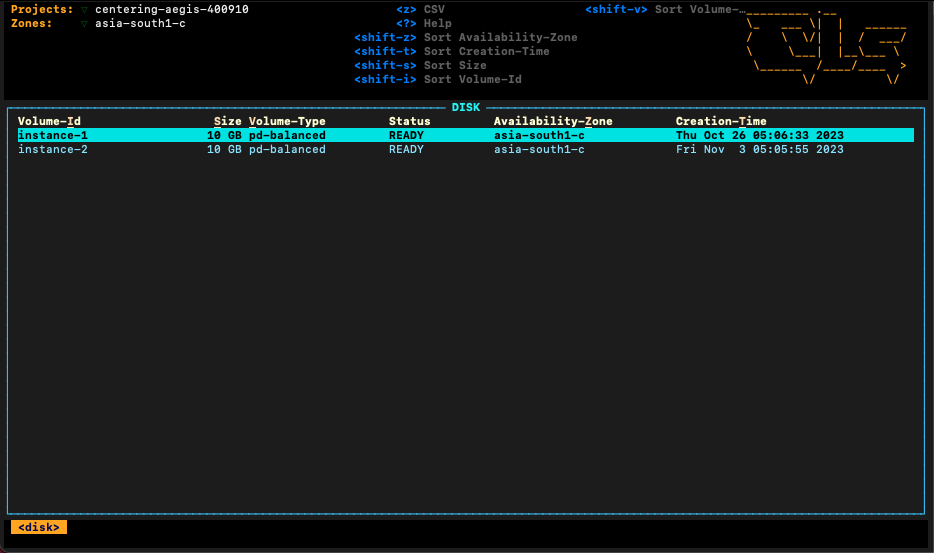 Projects: ▽ centering-aegis-400910
Zones: ▽ asia-south1-c
<z> CSV
<?> Help
<shift-z> Sort Availability-Zone
<shift-t> Sort Creation-Time
<shift-s> Sort Size
<shift-i> Sort Volume-Id
<shift-v> Sort Volume-…
DISK
Volume-Id Size Volume-Type Status Availability-Zone Creation-Time
instance-1 10 GB pd-balanced READY asia-south1-c Thu Oct 26 05:06:33 2023
instance-2 10 GB pd-balanced READY asia-south1-c Fri Nov  3 05:05:55 2023
<disk>